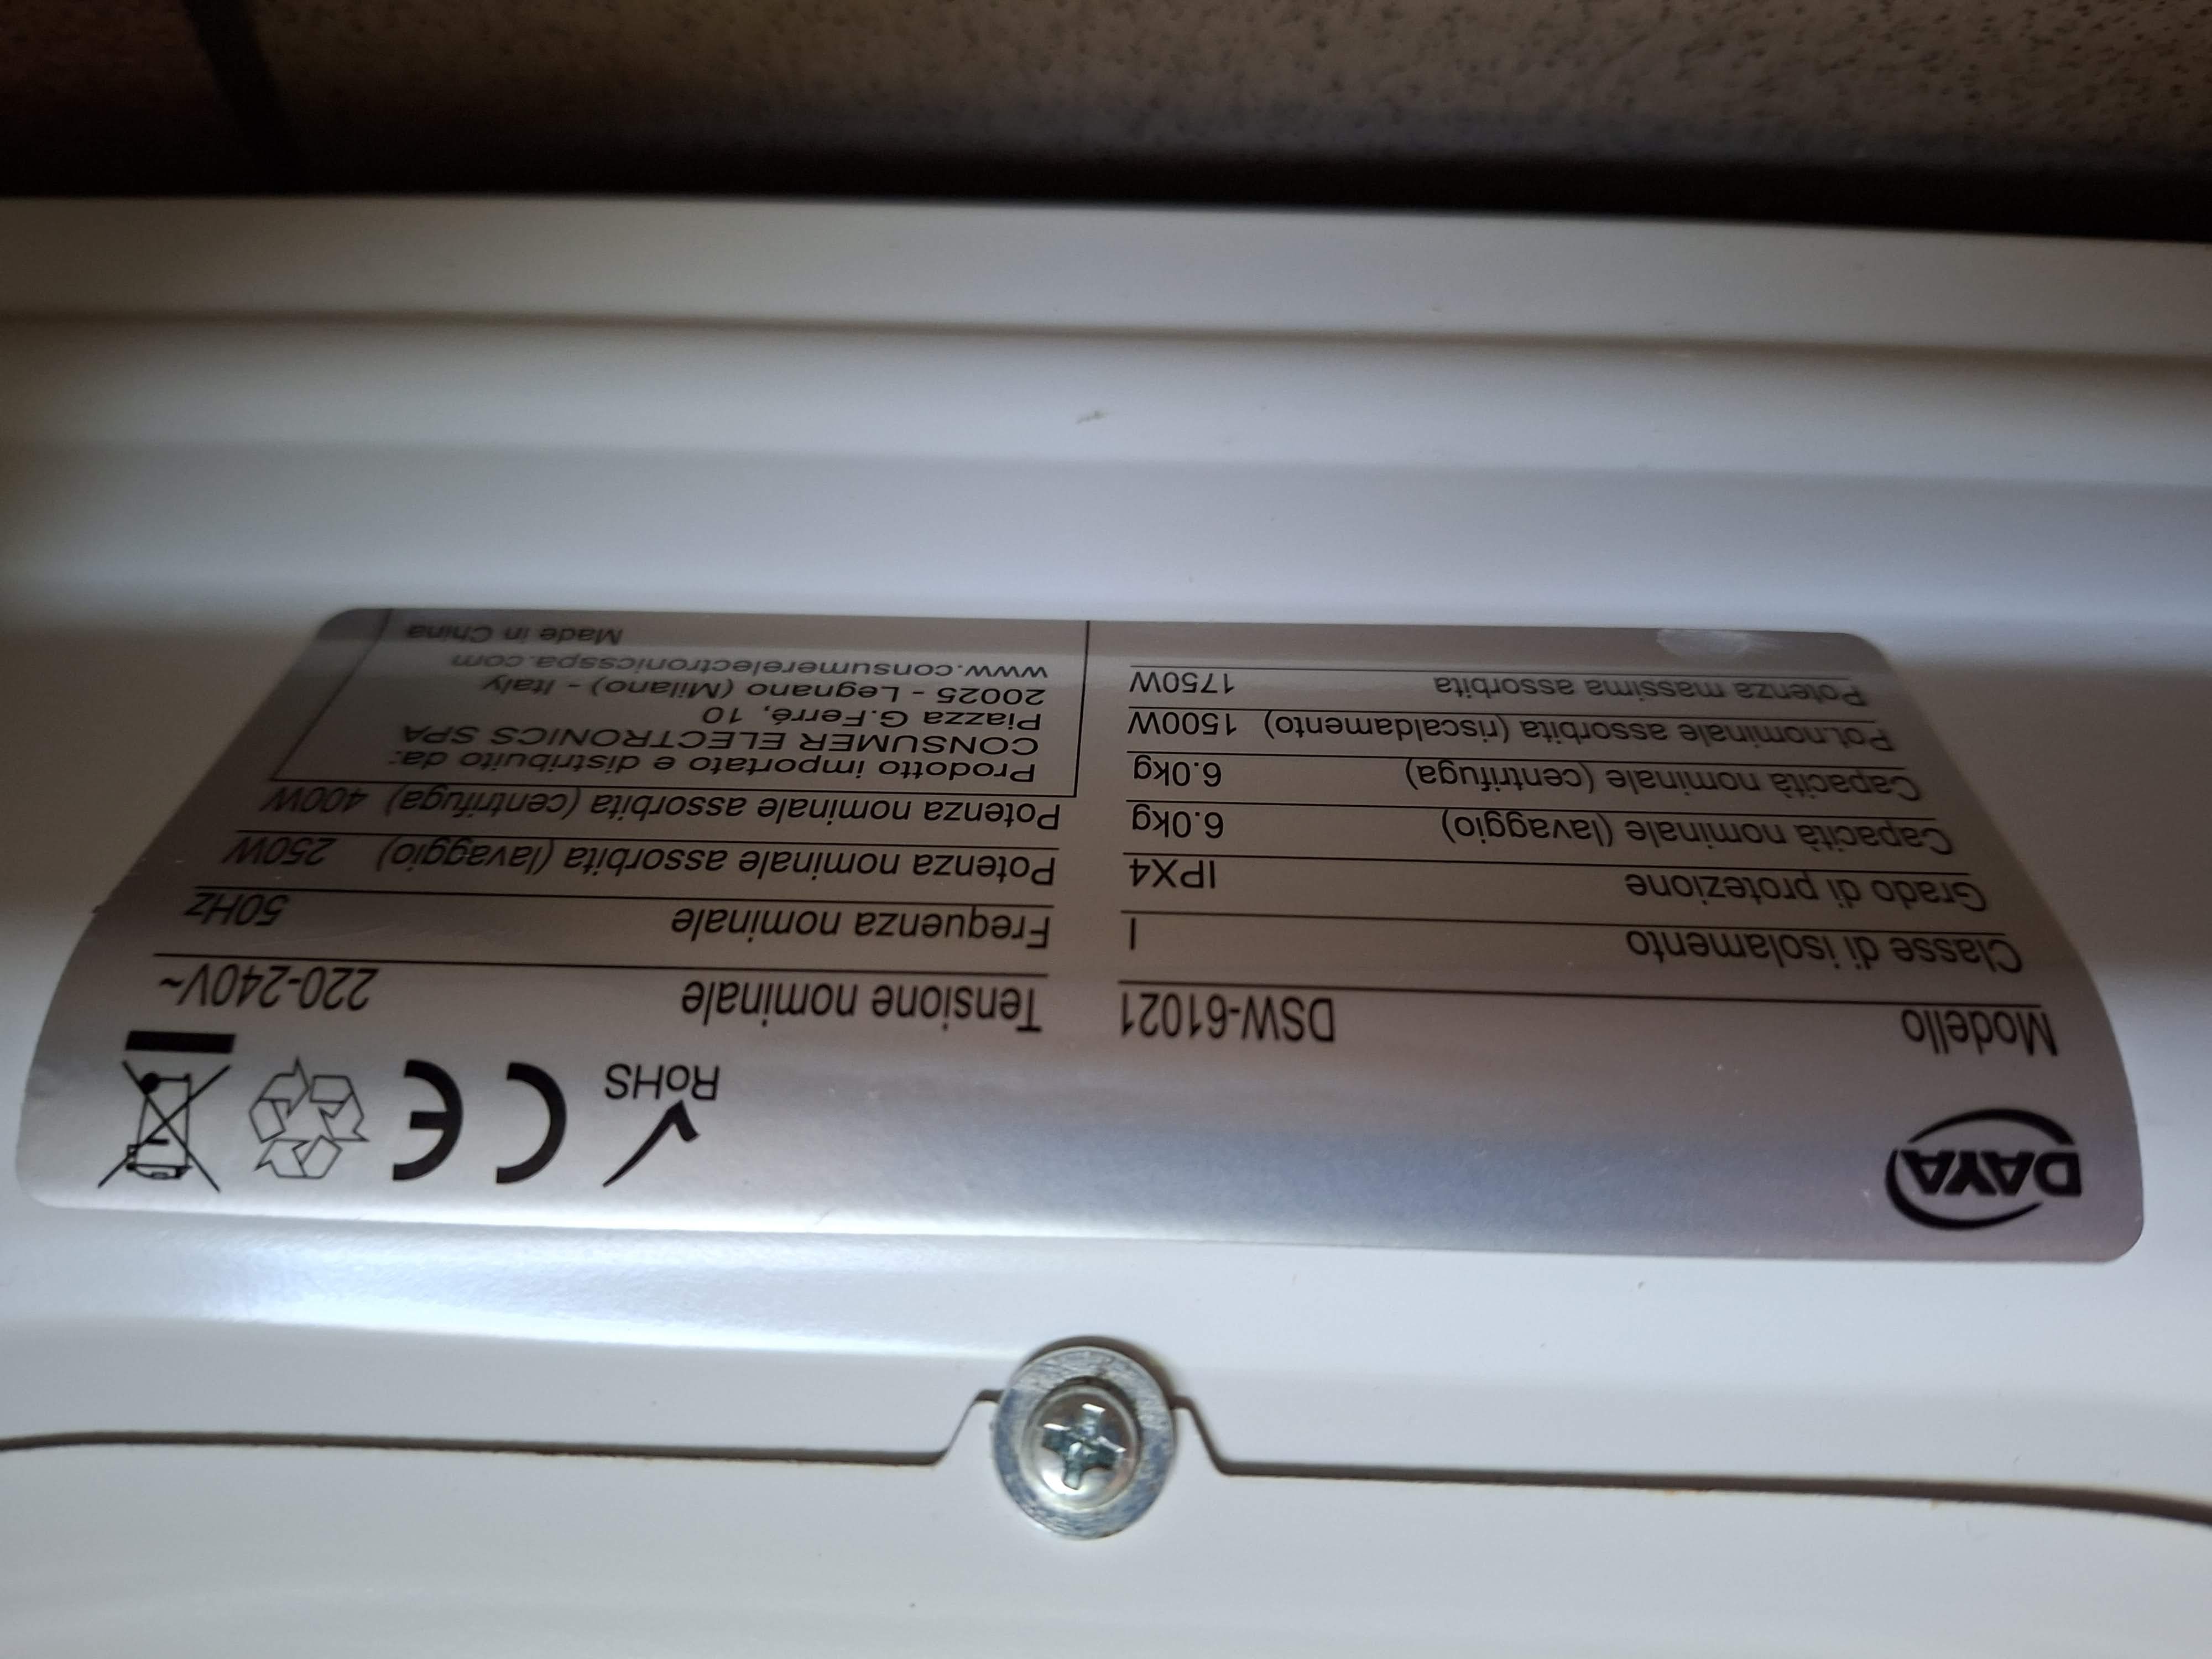 DAYA
RoHS
CE
Modello DSW-61021
Classe di isolamento I
Grado di protezione IPX4
Capacità nominale (lavaggio) 6.0kg
Capacità nominale (centrifuga) 6.0kg
Pot.nominale assorbita (riscaldamento) 1500W
Potenza massima assorbita 1750W
Tensione nominale 220-240V~
Frequenza nominale 50Hz
Potenza nominale assorbita (lavaggio) 250W
Potenza nominale assorbita (centrifuga) 400W
Prodotto importato e distribuito da:
CONSUMER ELECTRONICS SPA
Piazza G.Ferré, 10
20025 - Legnano (Milano) - Italy
www.consumerelectronicsspa.com
Made in China